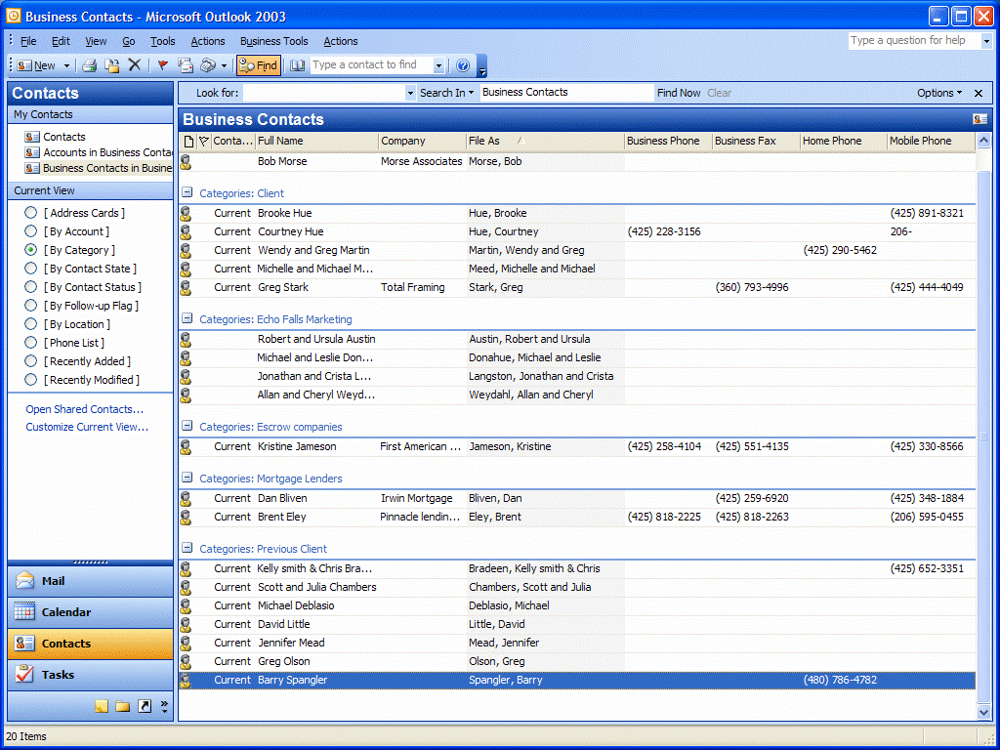 Business Contacts - Microsoft Outlook 2003
File Edit View Go Tools Actions Business Tools Actions
Type a question for help
New Find Type a contact to find
Contacts
My Contacts
Contacts
Accounts in Business Conta
Business Contacts in Busine
Current View
[ Address Cards ]
[ By Account ]
[ By Category ]
[ By Contact State ]
[ By Contact Status ]
[ By Follow-up Flag ]
[ By Location ]
[ Phone List ]
[ Recently Added ]
[ Recently Modified ]
Open Shared Contacts...
Customize Current View...
Mail
Calendar
Contacts
Tasks
Look for: Search In Business Contacts Find Now Clear Options
Business Contacts
Conta... Full Name Company File As Business Phone Business Fax Home Phone Mobile Phone
Bob Morse Morse Associates Morse, Bob
Categories: Client
Current Brooke Hue Hue, Brooke (425) 891-8321
Current Courtney Hue Hue, Courtney (425) 228-3156 206-
Current Wendy and Greg Martin Martin, Wendy and Greg (425) 290-5462
Current Michelle and Michael M... Meed, Michelle and Michael
Current Greg Stark Total Framing Stark, Greg (360) 793-4996 (425) 444-4049
Categories: Echo Falls Marketing
Robert and Ursula Austin Austin, Robert and Ursula
Michael and Leslie Don... Donahue, Michael and Leslie
Jonathan and Crista L... Langston, Jonathan and Crista
Allan and Cheryl Weyd... Weydahl, Allan and Cheryl
Categories: Escrow companies
Current Kristine Jameson First American ... Jameson, Kristine (425) 258-4104 (425) 551-4135 (425) 330-8566
Categories: Mortgage Lenders
Current Dan Bliven Irwin Mortgage Bliven, Dan (425) 259-6920 (425) 348-1884
Current Brent Eley Pinnacle lendin... Eley, Brent (425) 818-2225 (425) 818-2263 (206) 595-0455
Categories: Previous Client
Current Kelly smith & Chris Bra... Bradeen, Kelly smith & Chris (425) 652-3351
Current Scott and Julia Chambers Chambers, Scott and Julia
Current Michael Deblasio Deblasio, Michael
Current David Little Little, David
Current Jennifer Mead Mead, Jennifer
Current Greg Olson Olson, Greg
Current Barry Spangler Spangler, Barry (480) 786-4782
20 Items